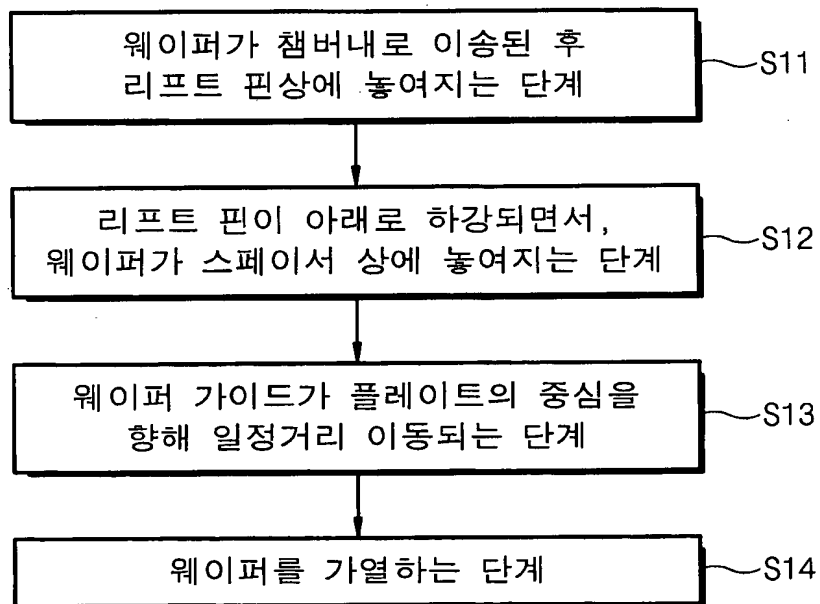 웨이퍼가 챔버내로 이송된 후
리프트 핀상에 놓여지는 단계
S11
리프트 핀이 아래로 하강되면서,
웨이퍼가 스페이서 상에 놓여지는 단계
S12
웨이퍼 가이드가 플레이트의 중심을
향해 일정거리 이동되는 단계
S13
웨이퍼를 가열하는 단계
S14